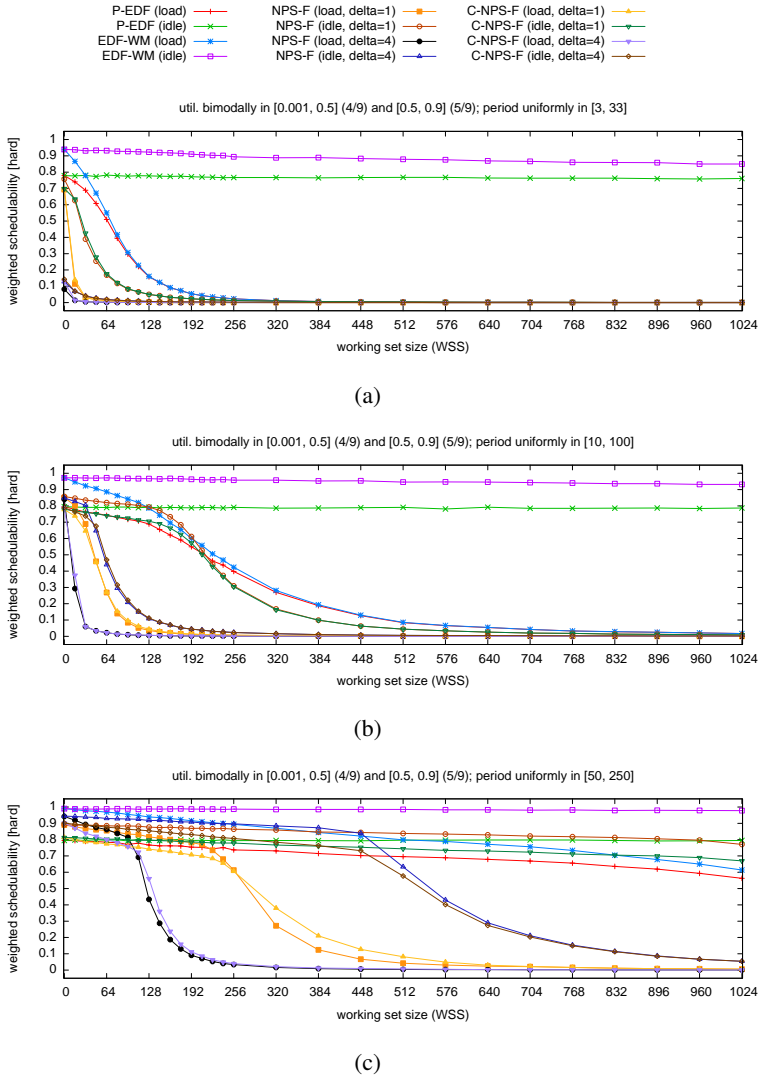 P-EDF (load)
P-EDF (idle)
EDF-WM (load)
EDF-WM (idle)
NPS-F (load, delta=1)
NPS-F (idle, delta=1)
NPS-F (load, delta=4)
NPS-F (idle, delta=4)
C-NPS-F (load, delta=1)
C-NPS-F (idle, delta=1)
C-NPS-F (load, delta=4)
C-NPS-F (idle, delta=4)
util. bimodally in [0.001, 0.5] (4/9) and [0.5, 0.9] (5/9); period uniformly in [3, 33]
weighted schedulability [hard]
1
0.9
0.8
0.7
0.6
0.5
0.4
0.3
0.2
0.1
0
0 64 128 192 256 320 384 448 512 576 640 704 768 832 896 960 1024
working set size (WSS)
(a)
util. bimodally in [0.001, 0.5] (4/9) and [0.5, 0.9] (5/9); period uniformly in [10, 100]
weighted schedulability [hard]
1
0.9
0.8
0.7
0.6
0.5
0.4
0.3
0.2
0.1
0
0 64 128 192 256 320 384 448 512 576 640 704 768 832 896 960 1024
working set size (WSS)
(b)
util. bimodally in [0.001, 0.5] (4/9) and [0.5, 0.9] (5/9); period uniformly in [50, 250]
weighted schedulability [hard]
1
0.9
0.8
0.7
0.6
0.5
0.4
0.3
0.2
0.1
0
0 64 128 192 256 320 384 448 512 576 640 704 768 832 896 960 1024
working set size (WSS)
(c)